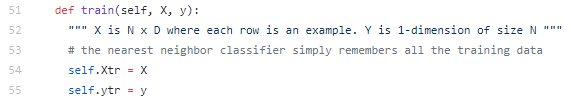 51 def train(self, X, y):
52 """ X is N x D where each row is an example. Y is 1-dimension of size N """
53 # the nearest neighbor classifier simply remembers all the training data
54 self.Xtr = X
55 self.ytr = y